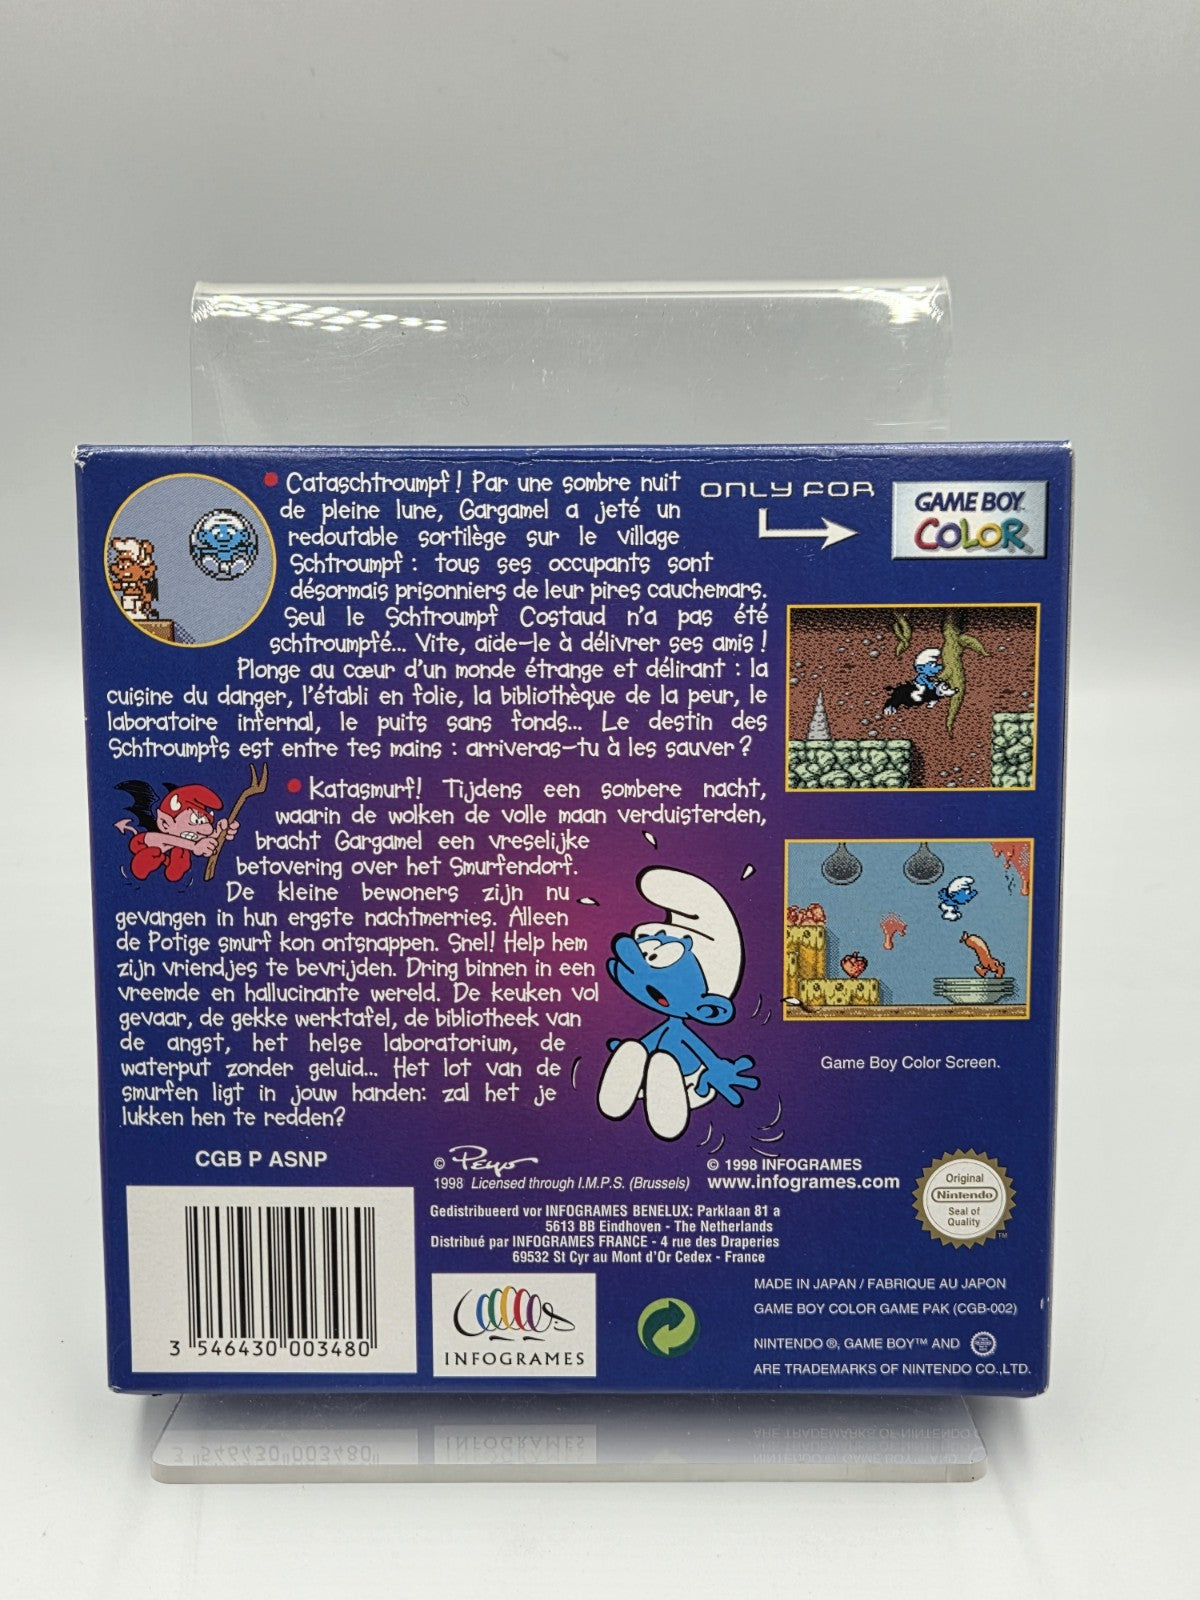 • Cataschtroumpf ! Par une sombre nuit
de pleine lune, Gargamel a jeté un
redoutable sortilège sur le village
Schtroumpf : tous ses occupants sont
désormais prisonniers de leur pires cauchemars.
Seul le Schtroumpf Costaud n'a pas été
schtroumpfé... Vite, aide-le à délivrer ses amis !
Plonge au cœur d'un monde étrange et délirant : la
cuisine du danger, l'établi en folie, la bibliothèque de la peur, le
laboratoire infernal, le puits sans fonds... Le destin des
Schtroumpfs est entre tes mains : arriveras-tu à les sauver ?
• Katasmurf! Tijdens een sombere nacht,
waarin de wolken de volle maan verduisterden,
bracht Gargamel een vreselijke
betovering over het Smurfendorf.
De kleine bewoners zijn nu
gevangen in hun ergste nachtmerries. Alleen
de Potige smurf kon ontsnappen. Snel! Help hem
zijn vriendjes te bevrijden. Dring binnen in een
vreemde en hallucinante wereld. De keuken vol
gevaar, de gekke werktafel, de bibliotheek van
de angst, het helse laboratorium, de
waterput zonder geluid... Het lot van de
smurfen ligt in jouw handen: zal het je
lukken hen te redden?
ONLY FOR
GAME BOY
COLOR
Game Boy Color Screen.
CGB P ASNP
3 546430 003480
© Peyo
1998 Licensed through I.M.P.S. (Brussels)
© 1998 INFOGRAMES
www.infogrames.com
Gedistribueerd vor INFOGRAMES BENELUX: Parklaan 81 a
5613 BB Eindhoven - The Netherlands
Distribué par INFOGRAMES FRANCE - 4 rue des Draperies
69532 St Cyr au Mont d'Or Cedex - France
INFOGRAMES
Original
Nintendo
Seal of
Quality
TM
MADE IN JAPAN / FABRIQUE AU JAPON
GAME BOY COLOR GAME PAK (CGB-002)
NINTENDO ®, GAME BOY™ AND
ARE TRADEMARKS OF NINTENDO CO.,LTD.